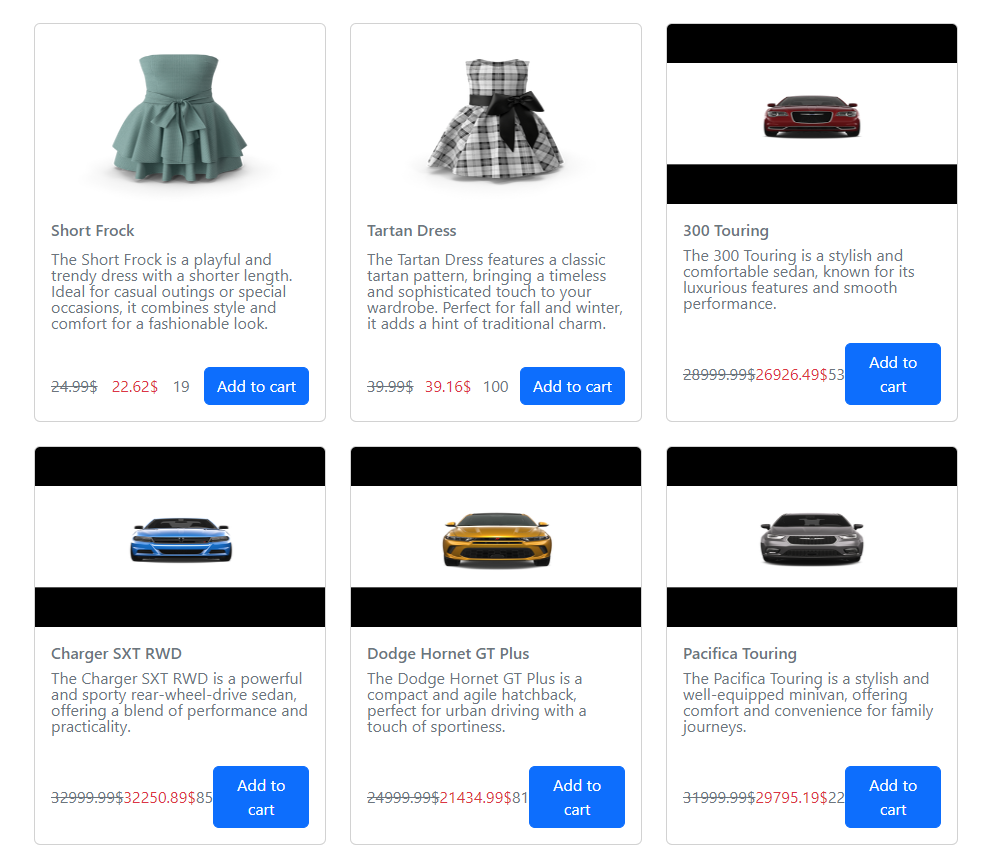 Short Frock
The Short Frock is a playful and
trendy dress with a shorter length.
Ideal for casual outings or special
occasions, it combines style and
comfort for a fashionable look.
24.99$ 22.62$ 19 Add to cart
Tartan Dress
The Tartan Dress features a classic
tartan pattern, bringing a timeless
and sophisticated touch to your
wardrobe. Perfect for fall and winter,
it adds a hint of traditional charm.
39.99$ 39.16$ 100 Add to cart
300 Touring
The 300 Touring is a stylish and
comfortable sedan, known for its
luxurious features and smooth
performance.
28999.99$26926.49$53
Add to
cart
Charger SXT RWD
The Charger SXT RWD is a powerful
and sporty rear-wheel-drive sedan,
offering a blend of performance and
practicality.
32999.99$32250.89$85
Add to
cart
Dodge Hornet GT Plus
The Dodge Hornet GT Plus is a
compact and agile hatchback,
perfect for urban driving with a
touch of sportiness.
24999.99$21434.99$81
Add to
cart
Pacifica Touring
The Pacifica Touring is a stylish and
well-equipped minivan, offering
comfort and convenience for family
journeys.
31999.99$29795.19$22
Add to
cart